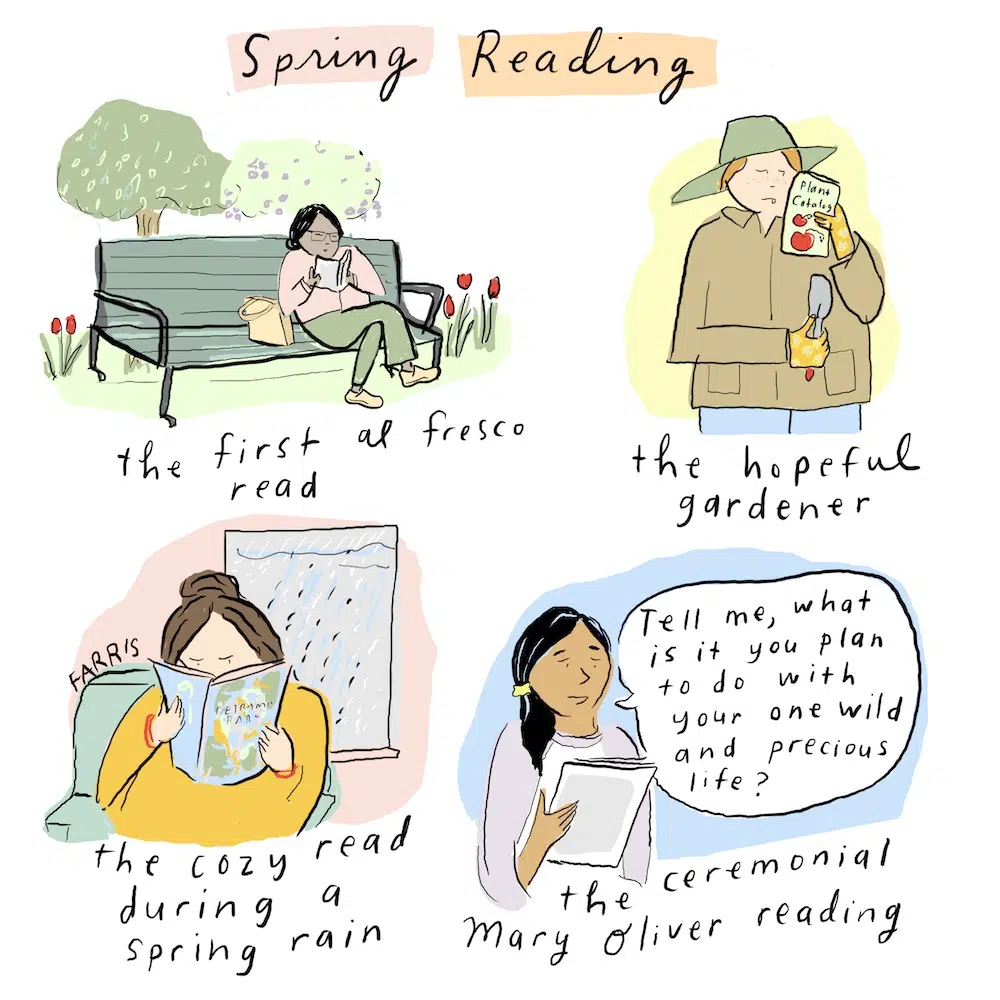 Spring Reading
the first al fresco
read
Plant
Catalog
the hopeful
gardener
FARRIS
the cozy read
during a
spring rain
Tell me, what
is it you plan
to do with
your one wild
and precious
life?
the ceremonial
Mary Oliver reading